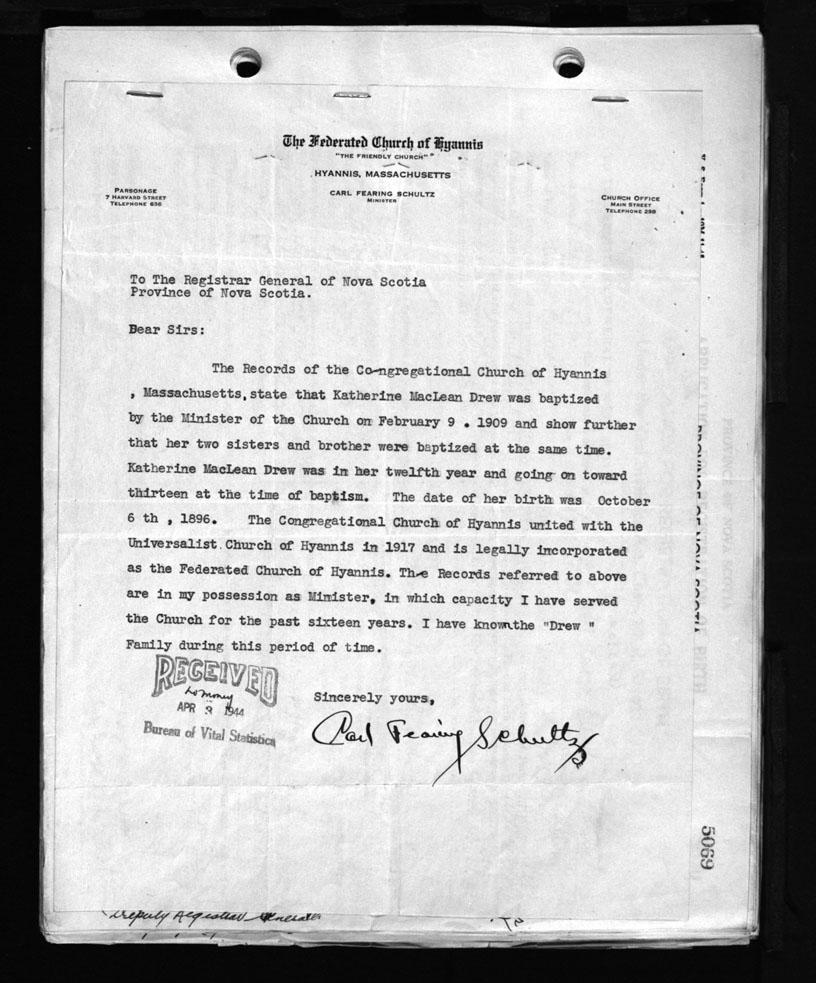 The Federated Church of Hyannis
"THE FRIENDLY CHURCH"
HYANNIS, MASSACHUSETTS
CARL FEARING SCHULTZ
MINISTER
PARSONAGE
7 HARVARD STREET
TELEPHONE 636
CHURCH OFFICE
MAIN STREET
TELEPHONE 298
To The Registrar General of Nova Scotia
Province of Nova Scotia.
Dear Sirs:
The Records of the Co-ngregational Church of Hyannis
, Massachusetts, state that Katherine MacLean Drew was baptized
by the Minister of the Church on February 9 . 1909 and show further
that her two sisters and brother were baptized at the same time.
Katherine MacLean Drew was in her twelfth year and going on toward
thirteen at the time of baptism. The date of her birth was October
6 th , 1896. The Congregational Church of Hyannis united with the
Universalist Church of Hyannis in 1917 and is legally incorporated
as the Federated Church of Hyannis. The Records referred to above
are in my possession as Minister, in which capacity I have served
the Church for the past sixteen years. I have known the "Drew "
Family during this period of time.
Sincerely yours,
Carl Fearing Schultz
RECEIVED
no money
APR 3 1944
Bureau of Vital Statistics
5069
Deputy Registrar General